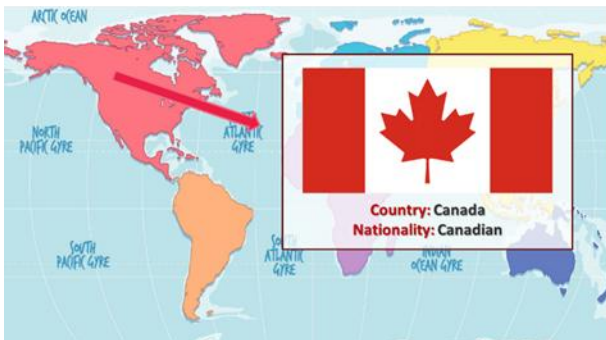 ARCTIC OCEAN
NORTH
PACIFIC GYRE
ATLANTIC
GYRE
Country: Canada
Nationality: Canadian
SOUTH
PACIFIC GYRE
SOUTH
ATLANTIC
GYRE
INDIAN
OCEAN GYRE